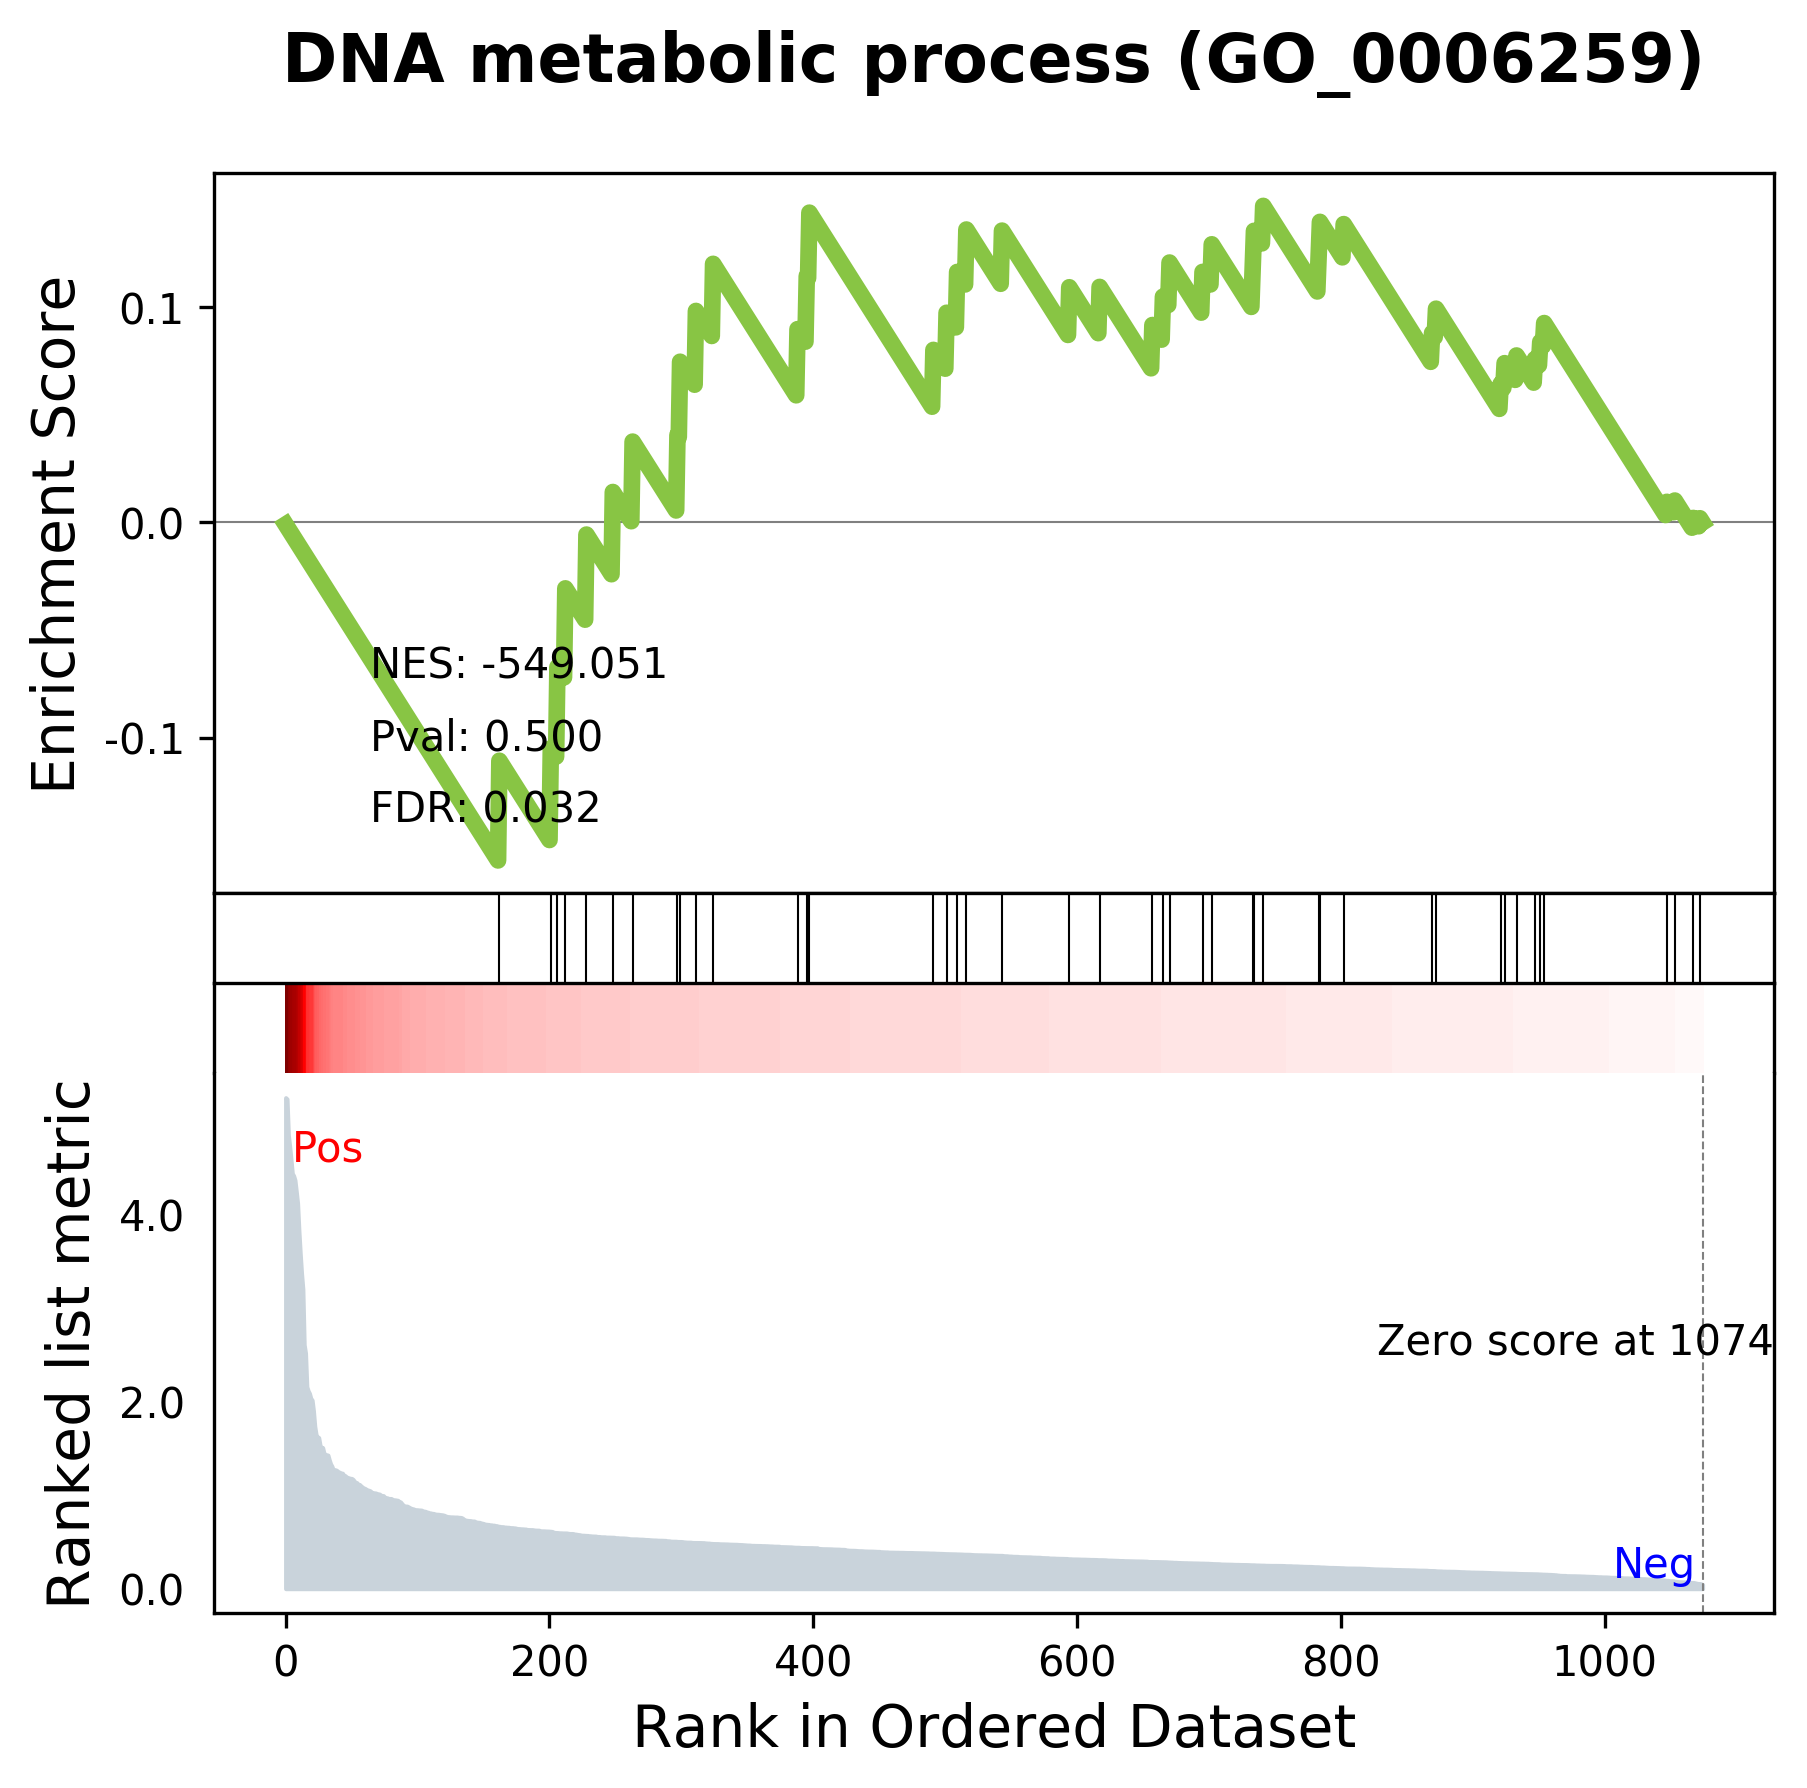 DNA metabolic process (GO_0006259)
Enrichment Score
0.1
0.0
-0.1
NES: -549.051
Pval: 0.500
FDR: 0.032
Ranked list metric
Pos
4.0
2.0
0.0
Zero score at 1074
Neg
0 200 400 600 800 1000
Rank in Ordered Dataset